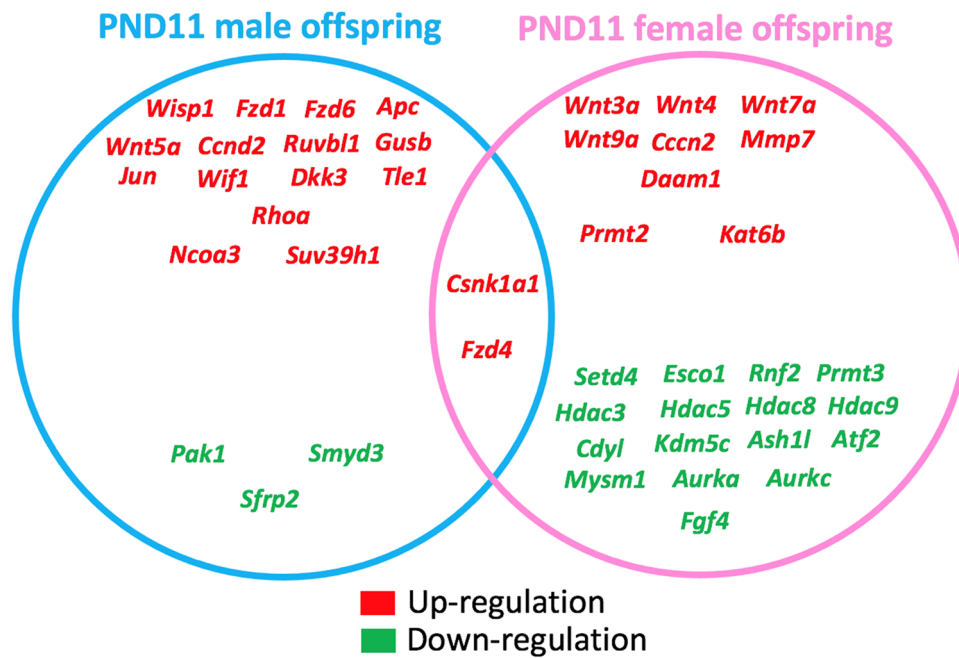 PND11 male offspring
PND11 female offspring
Wisp1 Fzd1 Fzd6 Apc
Wnt5a Ccnd2 Ruvbl1 Gusb
Jun Wif1 Dkk3 Tle1
Rhoa
Ncoa3 Suv39h1
Pak1 Smyd3
Sfrp2
Csnk1a1
Fzd4
Wnt3a Wnt4 Wnt7a
Wnt9a Cccn2 Mmp7
Daam1
Prmt2 Kat6b
Setd4 Esco1 Rnf2 Prmt3
Hdac3 Hdac5 Hdac8 Hdac9
Cdyl Kdm5c Ash1l Atf2
Mysm1 Aurka Aurkc
Fgf4
Up-regulation
Down-regulation